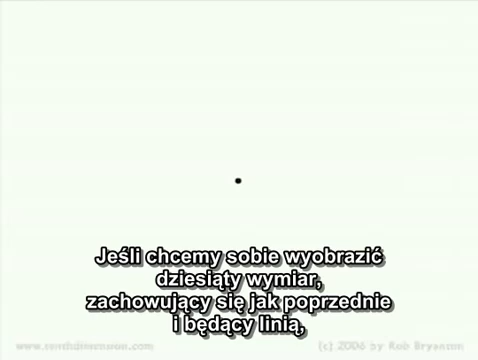 Jeśli chcemy sobie wyobrazić
dziesiąty wymiar,
zachowujący się jak poprzednie
i będący linią,
www.tenthdimension.com
(c) 2006 by Rob Bryanton